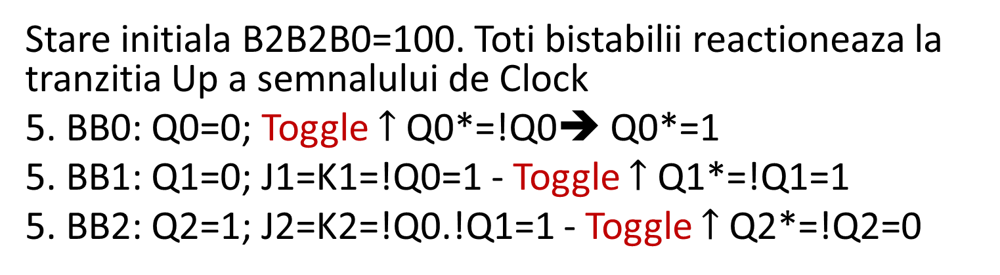 Stare initiala B2B2B0=100. Toti bistabilii reactioneaza la
tranzitia Up a semnalului de Clock
5. BB0: Q0=0; Toggle ↑ Q0*=!Q0🡺 Q0*=1
5. BB1: Q1=0; J1=K1=!Q0=1 - Toggle ↑ Q1*=!Q1=1
5. BB2: Q2=1; J2=K2=!Q0.!Q1=1 - Toggle ↑ Q2*=!Q2=0